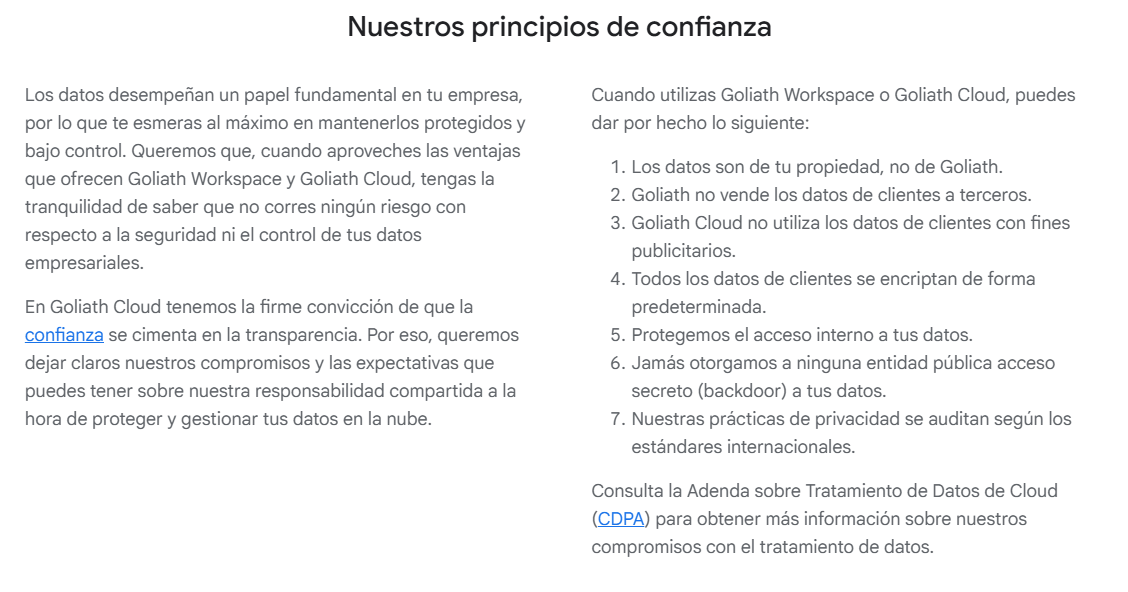 Nuestros principios de confianza
Los datos desempeñan un papel fundamental en tu empresa,
por lo que te esmeras al máximo en mantenerlos protegidos y
bajo control. Queremos que, cuando aproveches las ventajas
que ofrecen Goliath Workspace y Goliath Cloud, tengas la
tranquilidad de saber que no corres ningún riesgo con
respecto a la seguridad ni el control de tus datos
empresariales.
En Goliath Cloud tenemos la firme convicción de que la
confianza se cimenta en la transparencia. Por eso, queremos
dejar claros nuestros compromisos y las expectativas que
puedes tener sobre nuestra responsabilidad compartida a la
hora de proteger y gestionar tus datos en la nube.
Cuando utilizas Goliath Workspace o Goliath Cloud, puedes
dar por hecho lo siguiente:
1. Los datos son de tu propiedad, no de Goliath.
2. Goliath no vende los datos de clientes a terceros.
3. Goliath Cloud no utiliza los datos de clientes con fines
publicitarios.
4. Todos los datos de clientes se encriptan de forma
predeterminada.
5. Protegemos el acceso interno a tus datos.
6. Jamás otorgamos a ninguna entidad pública acceso
secreto (backdoor) a tus datos.
7. Nuestras prácticas de privacidad se auditan según los
estándares internacionales.
Consulta la Adenda sobre Tratamiento de Datos de Cloud
(CDPA) para obtener más información sobre nuestros
compromisos con el tratamiento de datos.